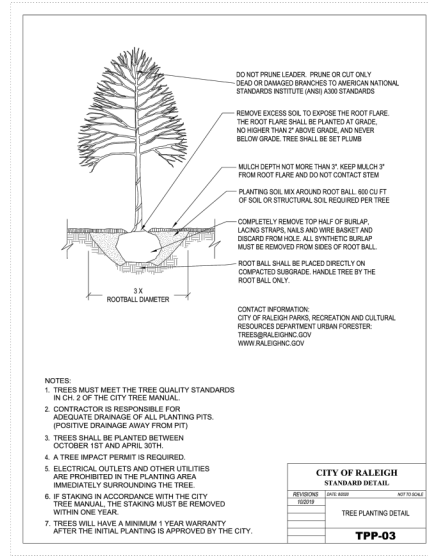 DO NOT PRUNE LEADER. PRUNE OR CUT ONLY
DEAD OR DAMAGED BRANCHES TO AMERICAN NATIONAL
STANDARDS INSTITUTE (ANSI) A300 STANDARDS
REMOVE EXCESS SOIL TO EXPOSE THE ROOT FLARE.
THE ROOT FLARE SHALL BE PLANTED AT GRADE,
NO HIGHER THAN 2" ABOVE GRADE, AND NEVER
BELOW GRADE. TREE SHALL BE SET PLUMB
MULCH DEPTH NOT MORE THAN 3". KEEP MULCH 3"
FROM ROOT FLARE AND DO NOT CONTACT STEM
PLANTING SOIL MIX AROUND ROOT BALL. 600 CU FT
OF SOIL OR STRUCTURAL SOIL REQUIRED PER TREE
COMPLETELY REMOVE TOP HALF OF BURLAP,
LACING STRAPS, NAILS AND WIRE BASKET AND
DISCARD FROM HOLE. ALL SYNTHETIC BURLAP
MUST BE REMOVED FROM SIDES OF ROOT BALL.
ROOT BALL SHALL BE PLACED DIRECTLY ON
COMPACTED SUBGRADE. HANDLE TREE BY THE
ROOT BALL ONLY.
3 X
ROOTBALL DIAMETER
CONTACT INFORMATION:
CITY OF RALEIGH PARKS, RECREATION AND CULTURAL
RESOURCES DEPARTMENT URBAN FORESTER:
TREES@RALEIGHNC.GOV
WWW.RALEIGHNC.GOV
NOTES:
1. TREES MUST MEET THE TREE QUALITY STANDARDS
IN CH. 2 OF THE CITY TREE MANUAL.
2. CONTRACTOR IS RESPONSIBLE FOR
ADEQUATE DRAINAGE OF ALL PLANTING PITS.
(POSITIVE DRAINAGE AWAY FROM PIT)
3. TREES SHALL BE PLANTED BETWEEN
OCTOBER 1ST AND APRIL 30TH.
4. A TREE IMPACT PERMIT IS REQUIRED.
5. ELECTRICAL OUTLETS AND OTHER UTILITIES
ARE PROHIBITED IN THE PLANTING AREA
IMMEDIATELY SURROUNDING THE TREE.
6. IF STAKING IN ACCORDANCE WITH THE CITY
TREE MANUAL, THE STAKING MUST BE REMOVED
WITHIN ONE YEAR.
7. TREES WILL HAVE A MINIMUM 1 YEAR WARRANTY
AFTER THE INITIAL PLANTING IS APPROVED BY THE CITY.
CITY OF RALEIGH
STANDARD DETAIL
REVISIONS DATE: NOT TO SCALE
10/2019
TREE PLANTING DETAIL
TPP-03